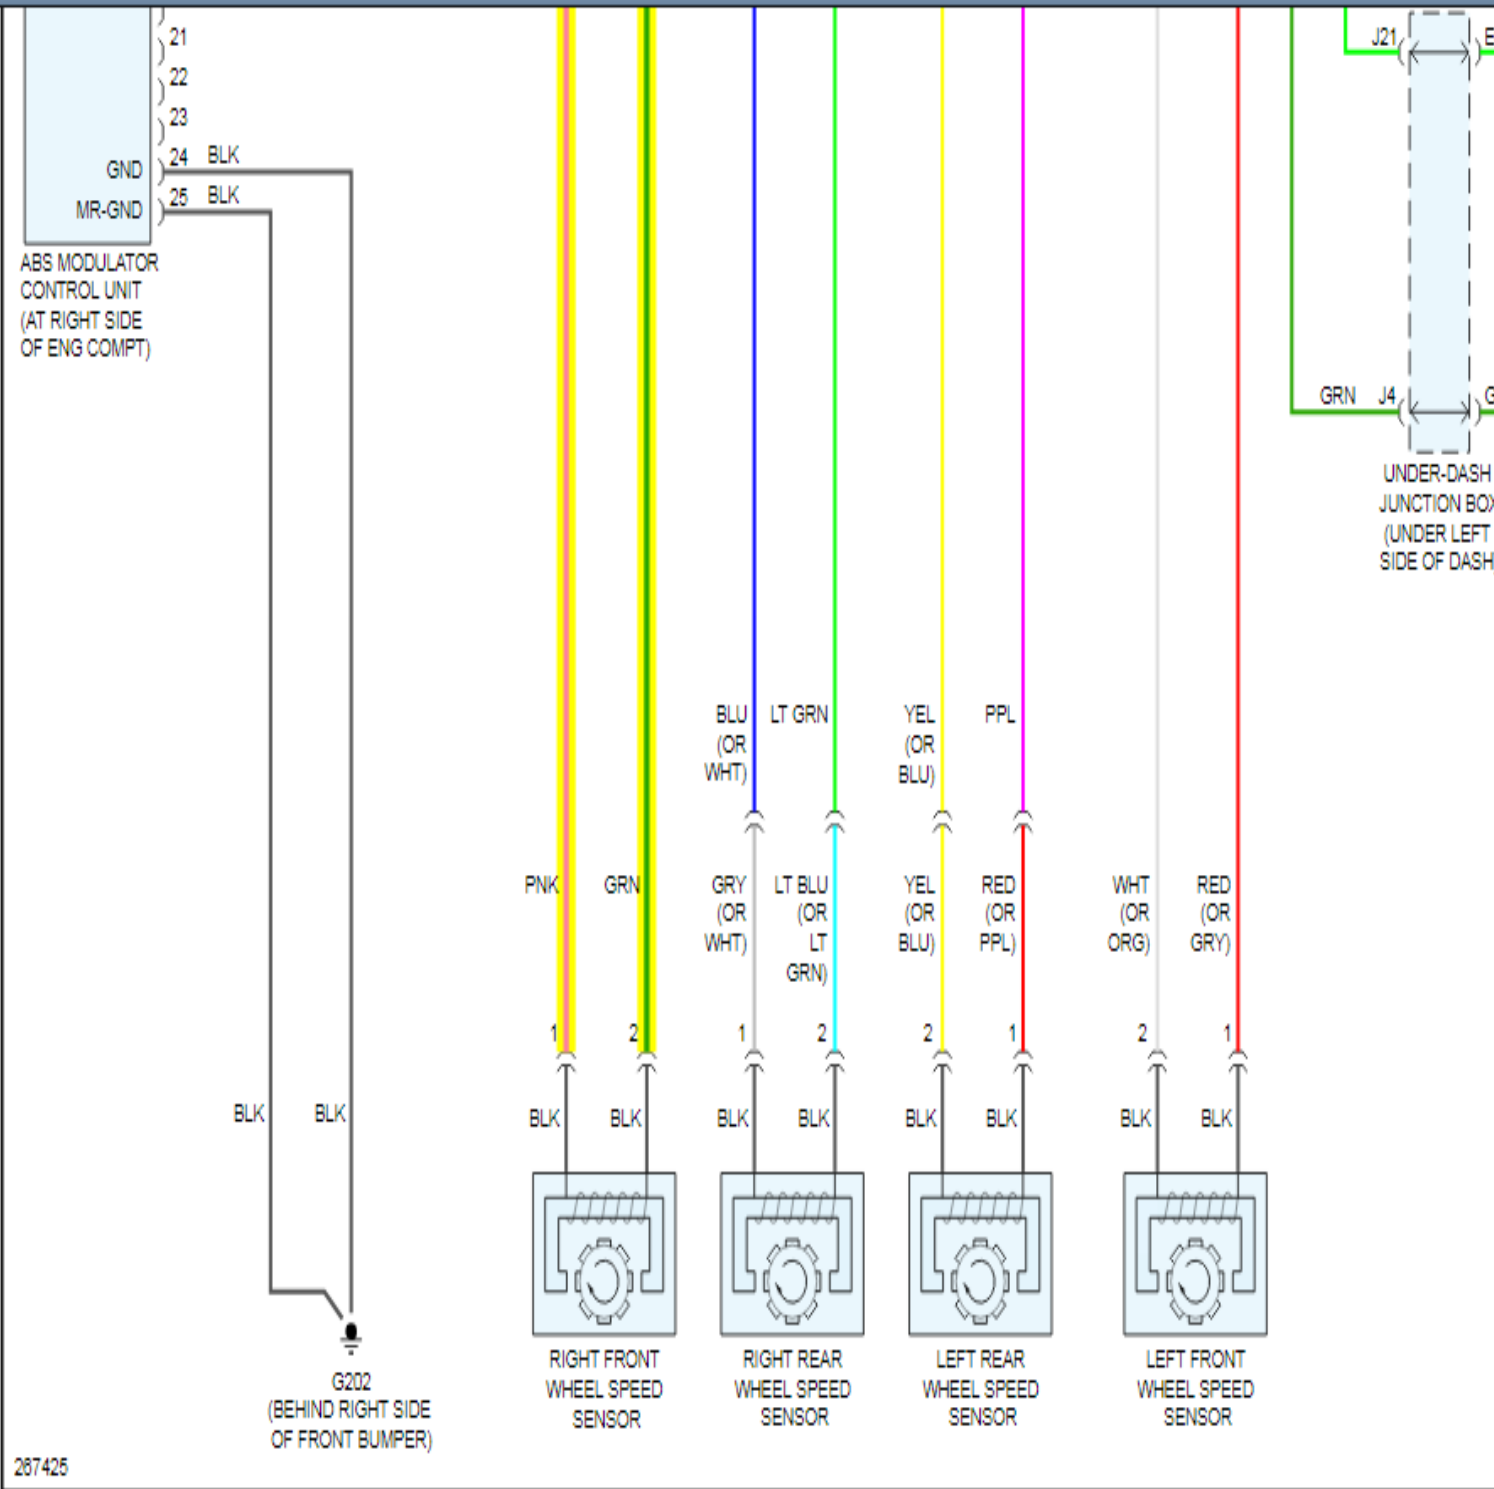 21
22
23
24 BLK
GND
25 BLK
MR-GND
ABS MODULATOR
CONTROL UNIT
(AT RIGHT SIDE
OF ENG COMPT)
J21 E
GRN J4 G
UNDER-DASH
JUNCTION BOX
(UNDER LEFT
SIDE OF DASH
BLU
(OR
WHT)
LT GRN
YEL
(OR
BLU)
PPL
PNK
GRN
GRY
(OR
WHT)
LT BLU
(OR
LT
GRN)
YEL
(OR
BLU)
RED
(OR
PPL)
WHT
(OR
ORG)
RED
(OR
GRY)
1 2 1 2 2 1 2 1
BLK BLK BLK BLK BLK BLK BLK BLK BLK BLK
RIGHT FRONT
WHEEL SPEED
SENSOR
RIGHT REAR
WHEEL SPEED
SENSOR
LEFT REAR
WHEEL SPEED
SENSOR
LEFT FRONT
WHEEL SPEED
SENSOR
G202
(BEHIND RIGHT SIDE
OF FRONT BUMPER)
267425